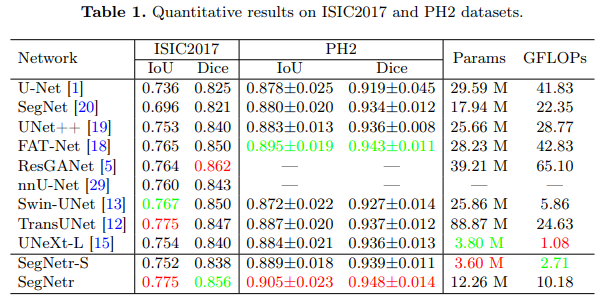 Table 1. Quantitative results on ISIC2017 and PH2 datasets.
Network ISIC2017 PH2 Params GFLOPs
IoU Dice IoU Dice
U-Net [1] 0.736 0.825 0.878±0.025 0.919±0.045 29.59 M 41.83
SegNet [20] 0.696 0.821 0.880±0.020 0.934±0.012 17.94 M 22.35
UNet++ [19] 0.753 0.840 0.883±0.013 0.936±0.008 25.66 M 28.77
FAT-Net [18] 0.765 0.850 0.895±0.019 0.943±0.011 28.23 M 42.83
ResGANet [5] 0.764 0.862 — — 39.21 M 65.10
nnU-Net [29] 0.760 0.843 — — — —
Swin-UNet [13] 0.767 0.850 0.872±0.022 0.927±0.014 25.86 M 5.86
TransUNet [12] 0.775 0.847 0.887±0.020 0.937±0.012 88.87 M 24.63
UNeXt-L [15] 0.754 0.840 0.884±0.021 0.936±0.013 3.80 M 1.08
SegNetr-S 0.752 0.838 0.889±0.018 0.939±0.011 3.60 M 2.71
SegNetr 0.775 0.856 0.905±0.023 0.948±0.014 12.26 M 10.18